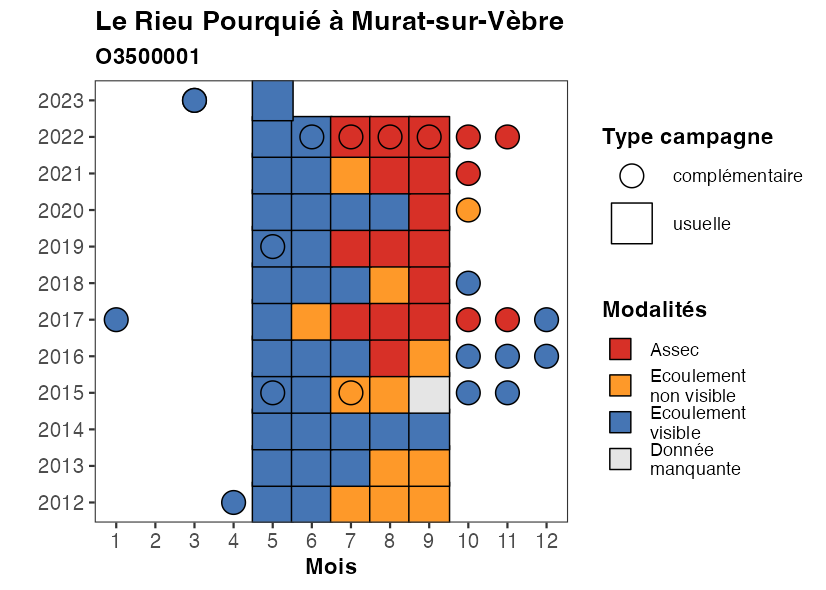 Le Rieu Pourquié à Murat-sur-Vèbre
O3500001
2023
2022
2021
2020
2019
2018
2017
2016
2015
2014
2013
2012
1 2 3 4 5 6 7 8 9 10 11 12
Mois
Type campagne
complémentaire
usuelle
Modalités
Assec
Ecoulement
non visible
Ecoulement
visible
Donnée
manquante